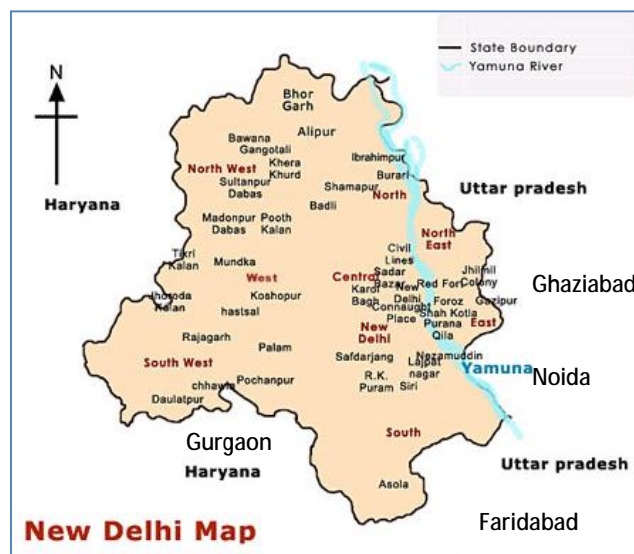 State Boundary
Yamuna River
N
Bhor
Garh
Alipur
Bawana
Gangotali
Ibrahimpur
North West
Khera
Khurd
Burari
Sultanpur
Dabas
Shamapur
North
Uttar pradesh
Haryana
Badli
Madonpur
Dabas
Pooth
Kalan
North
East
Tikri
Kalan
Mundka
Civil
Lines
West
Central
Sadar
Bazar
Red Fort
Jhilmil
Colony
Ghaziabad
Jhoroda
Kalan
Koshopur
Karol
Bagh
New
Delhi
Foroz
Shah Kotla
Gazipur
hastsal
Connaught
Place
Purana
Qila
East
Rajagarh
New
Delhi
Palam
Safdarjang
Nezamuddin
South West
Lajpat
nagar
Yamuna
Noida
chhawla
Pochanpur
R.K.
Puram
Siri
Daulatpur
Gurgaon
South
Haryana
Uttar pradesh
Asola
New Delhi Map
Faridabad